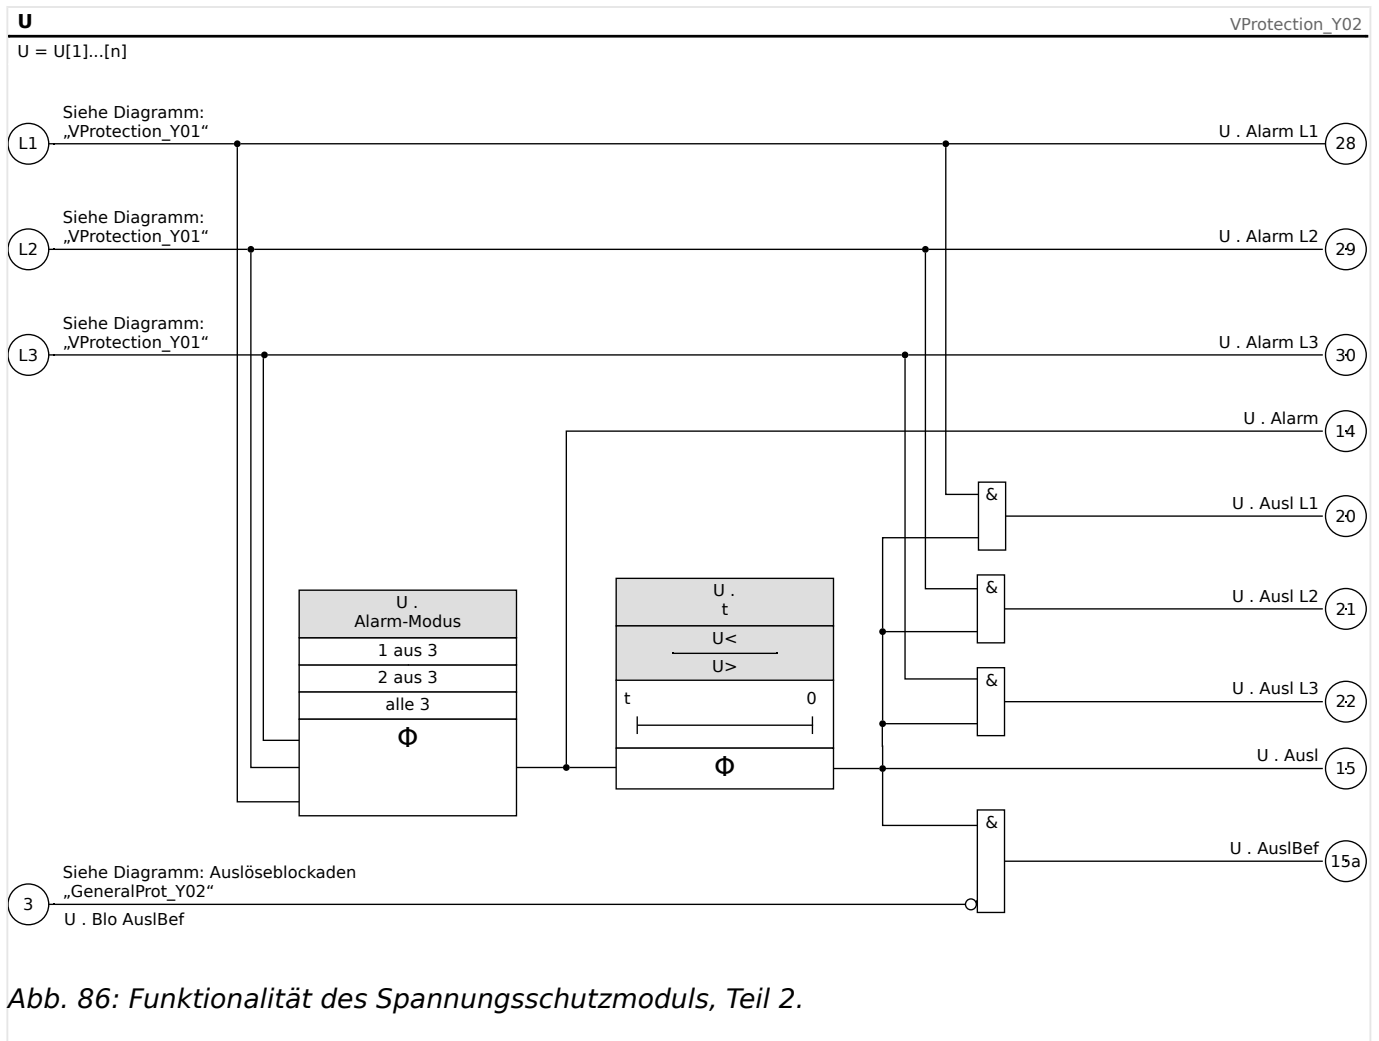 U
VProtection_Y02
U = U[1]...[n]
Siehe Diagramm:
„VProtection_Y01“
L1
U . Alarm L1
28
Siehe Diagramm:
„VProtection_Y01“
L2
U . Alarm L2
29
Siehe Diagramm:
„VProtection_Y01“
L3
U . Alarm L3
30
U . Alarm
14
&
U . Ausl L1
20
&
U . Ausl L2
21
&
U . Ausl L3
22
U .
Alarm-Modus
1 aus 3
2 aus 3
alle 3
Φ
U .
t
U<
U>
t 0
Φ
U . Ausl
15
&
U . AuslBef
15a
Siehe Diagramm: Auslöseblockaden
„GeneralProt_Y02“
3
U . Blo AuslBef
Abb. 86: Funktionalität des Spannungsschutzmoduls, Teil 2.